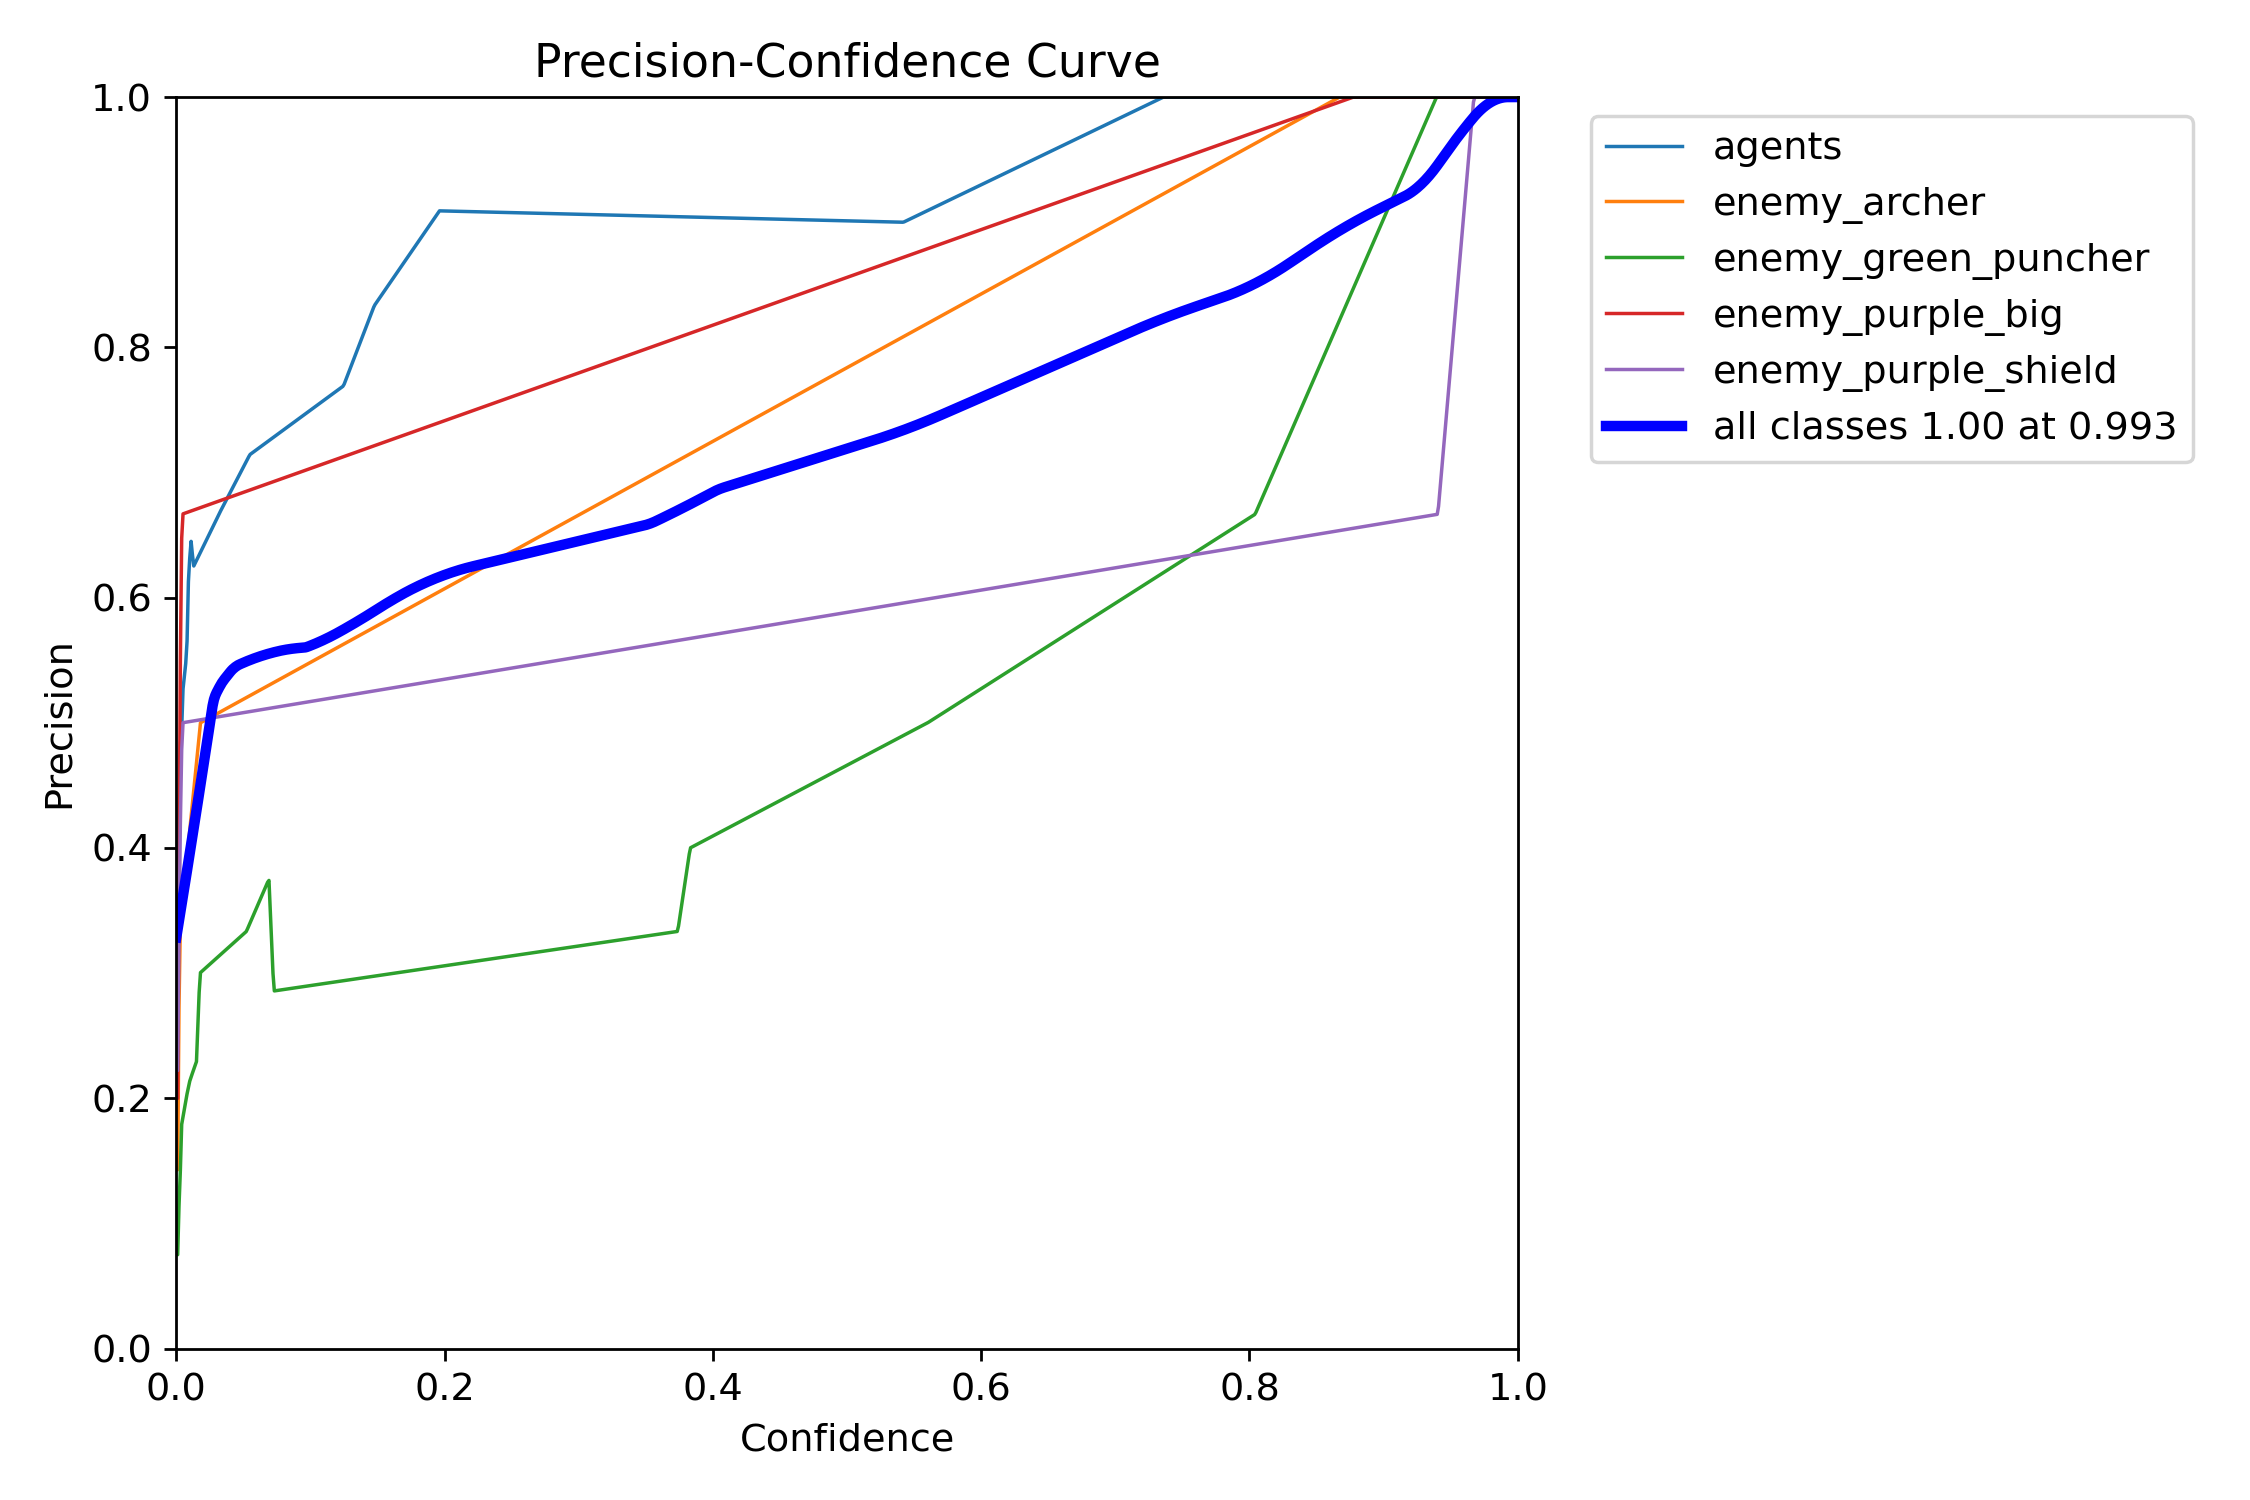 Precision-Confidence Curve
1.0
0.8
0.6
0.4
0.2
0.0
Precision
0.0 0.2 0.4 0.6 0.8 1.0
Confidence
agents
enemy_archer
enemy_green_puncher
enemy_purple_big
enemy_purple_shield
all classes 1.00 at 0.993